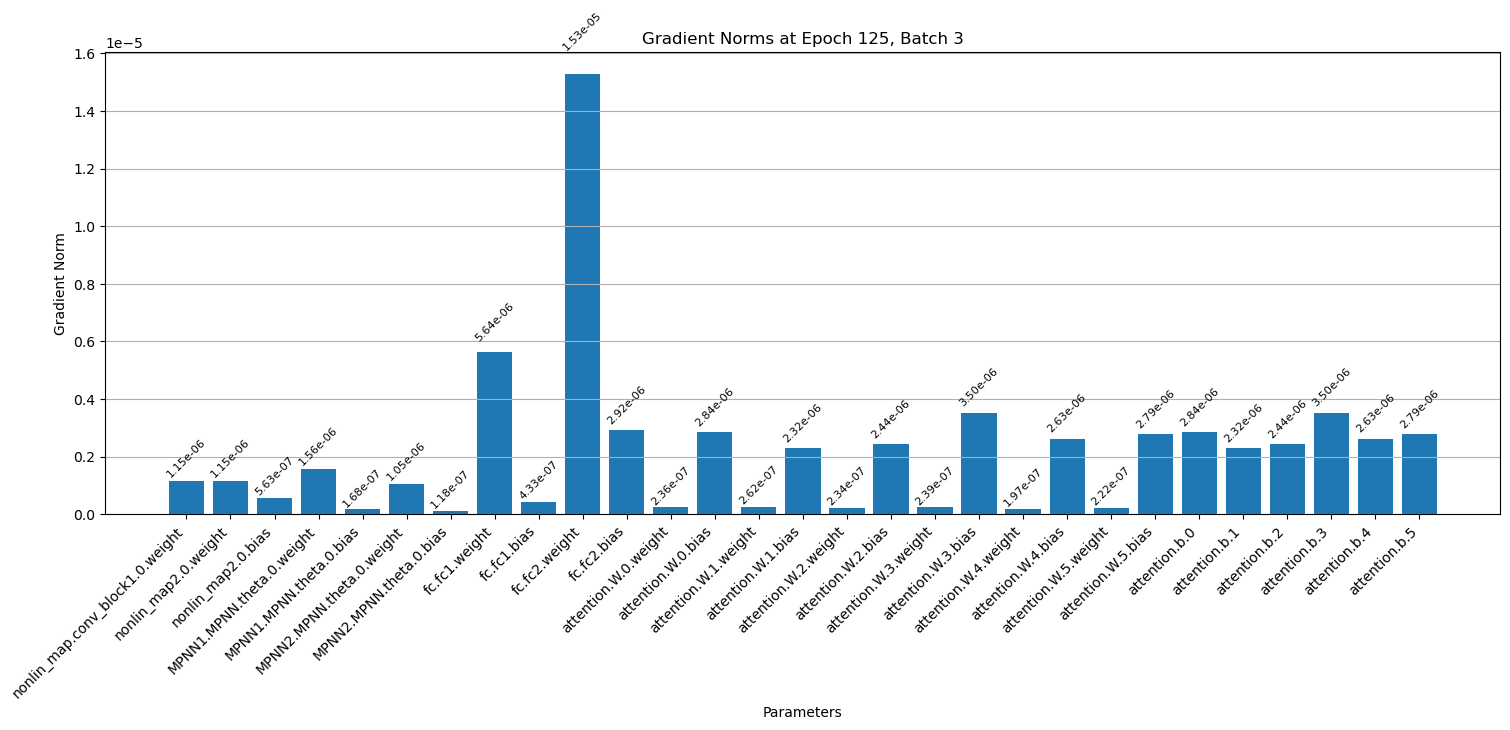 Gradient Norms at Epoch 125, Batch 3
1e−5
1.6
1.4
1.2
1.0
0.8
0.6
0.4
0.2
0.0
Gradient Norm
1.15e-06
1.15e-06
5.63e-07
1.56e-06
1.68e-07
1.05e-06
1.18e-07
5.64e-06
4.33e-07
1.53e-05
2.92e-06
2.36e-07
2.84e-06
2.62e-07
2.32e-06
2.34e-07
2.44e-06
2.39e-07
3.50e-06
1.97e-07
2.63e-06
2.22e-07
2.79e-06
2.84e-06
2.32e-06
2.44e-06
3.50e-06
2.63e-06
2.79e-06
nonlin_map.conv_block1.0.weight
nonlin_map2.0.weight
nonlin_map2.0.bias
MPNN1.MPNN.theta.0.weight
MPNN1.MPNN.theta.0.bias
MPNN2.MPNN.theta.0.weight
MPNN2.MPNN.theta.0.bias
fc.fc1.weight
fc.fc1.bias
fc.fc2.weight
fc.fc2.bias
attention.W.0.weight
attention.W.0.bias
attention.W.1.weight
attention.W.1.bias
attention.W.2.weight
attention.W.2.bias
attention.W.3.weight
attention.W.3.bias
attention.W.4.weight
attention.W.4.bias
attention.W.5.weight
attention.W.5.bias
attention.b.0
attention.b.1
attention.b.2
attention.b.3
attention.b.4
attention.b.5
Parameters